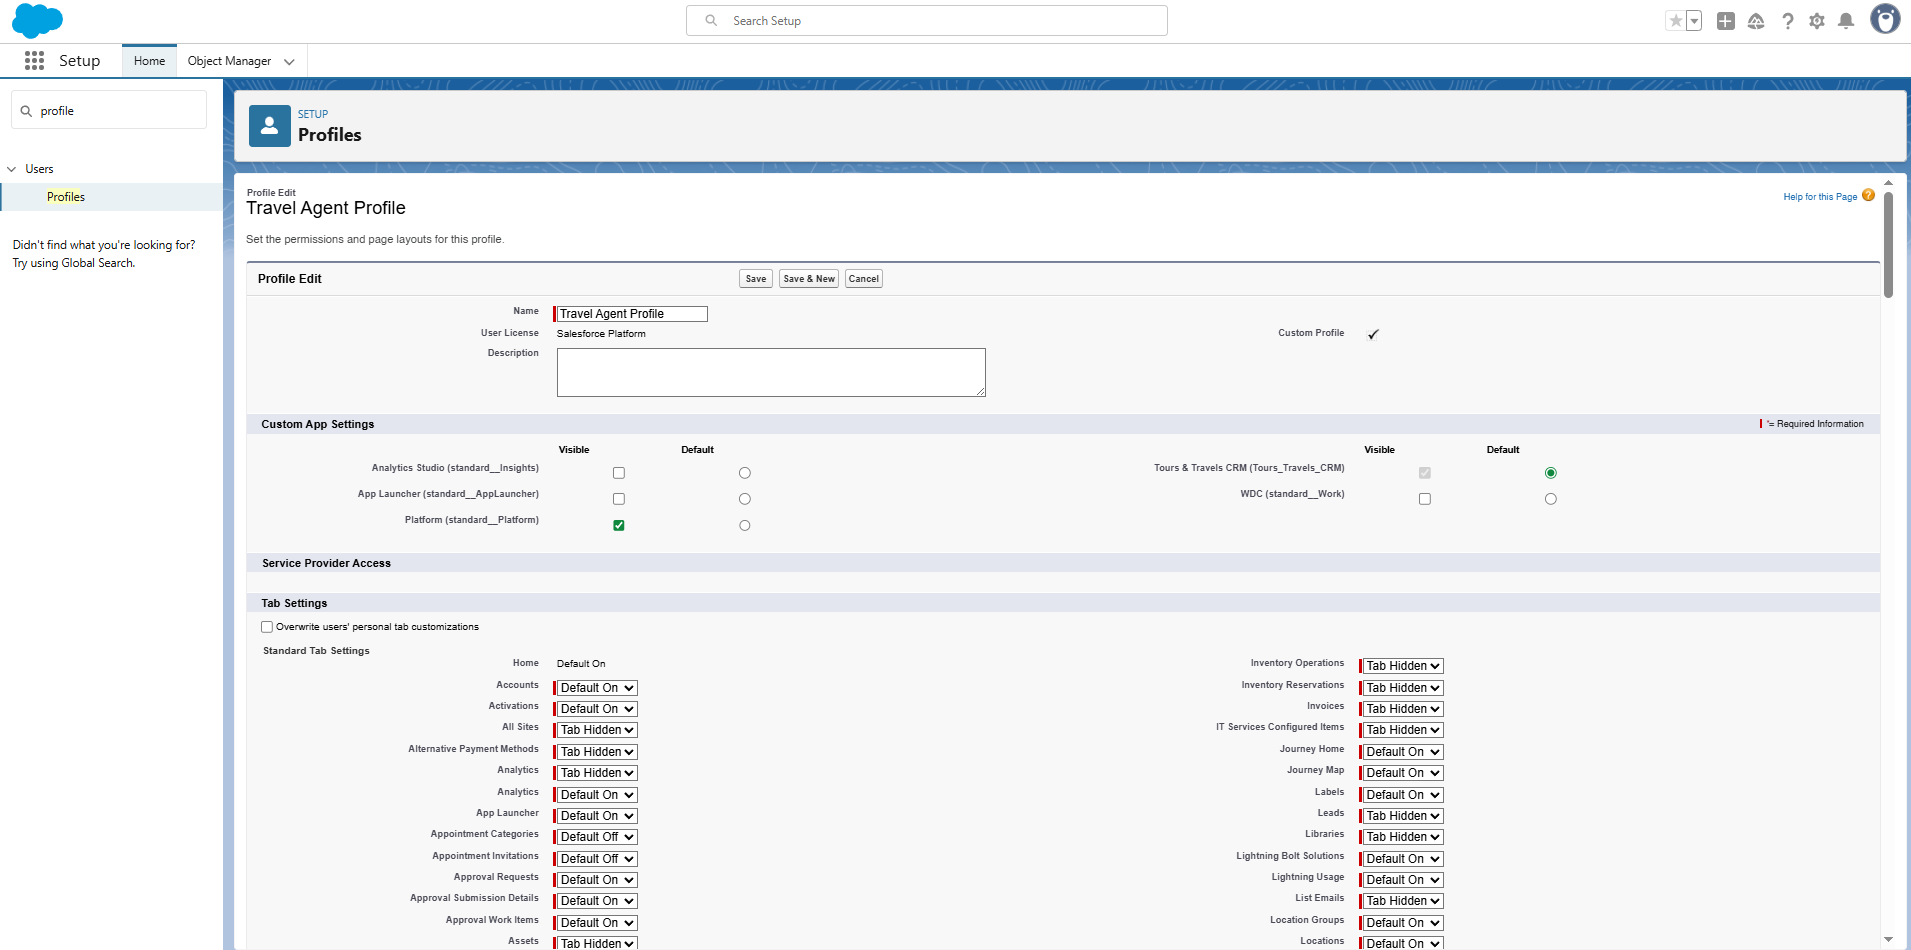 Search Setup
Setup
Home
Object Manager
profile
Users
Profiles
Didn't find what you're looking for?
Try using Global Search.
SETUP
Profiles
Profile Edit
Travel Agent Profile
Help for this Page ?
Set the permissions and page layouts for this profile.
Profile Edit
Save
Save & New
Cancel
Name Travel Agent Profile
User License Salesforce Platform
Custom Profile
Description
Custom App Settings
= Required Information
Visible Default
Visible Default
Analytics Studio (standard__Insights)
Tours & Travels CRM (Tours_Travels_CRM)
App Launcher (standard__AppLauncher)
WDC (standard__Work)
Platform (standard__Platform)
Service Provider Access
Tab Settings
Overwrite users' personal tab customizations
Standard Tab Settings
Home Default On
Inventory Operations Tab Hidden
Accounts Default On
Inventory Reservations Tab Hidden
Activations Default On
Invoices Tab Hidden
All Sites Tab Hidden
IT Services Configured Items Tab Hidden
Alternative Payment Methods Tab Hidden
Journey Home Default On
Analytics Tab Hidden
Journey Map Default On
Analytics Default On
Labels Default On
App Launcher Default On
Leads Tab Hidden
Appointment Categories Default Off
Libraries Tab Hidden
Appointment Invitations Default Off
Lightning Bolt Solutions Default On
Approval Requests Default On
Lightning Usage Default On
Approval Submission Details Default On
List Emails Tab Hidden
Approval Work Items Default On
Location Groups Default On
Assets Tab Hidden
Locations Default On